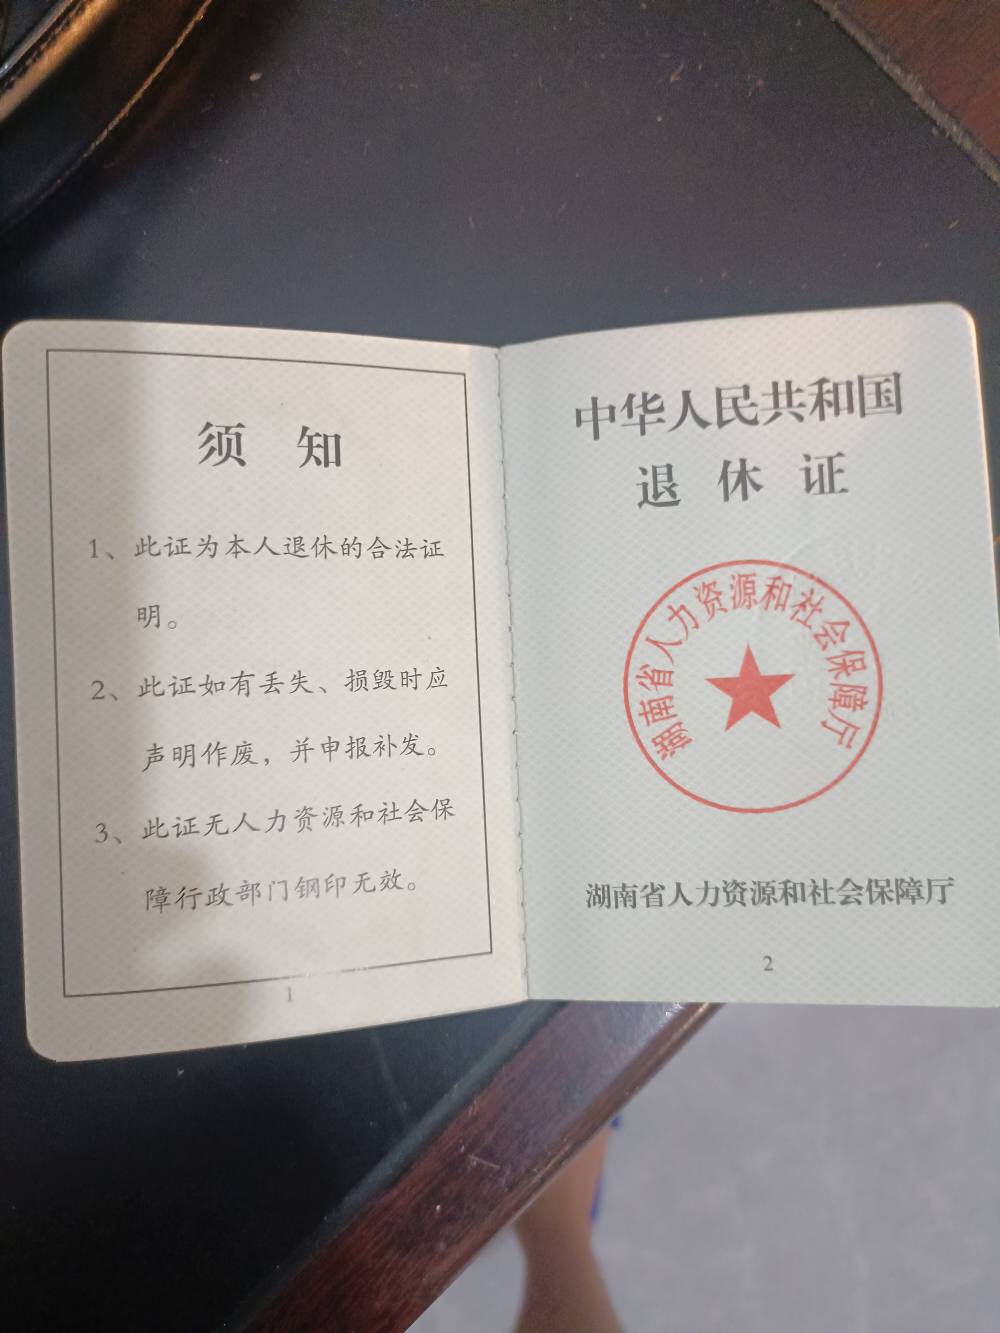 须 知
1、此证为本人退休的合法证
明。
2、此证如有丢失、损毁时应
声明作废，并申报补发。
3、此证无人力资源和社会保
障行政部门钢印无效。
1
中华人民共和国
退休证
湖南省人力资源和社会保障厅
湖南省人力资源和社会保障厅
2